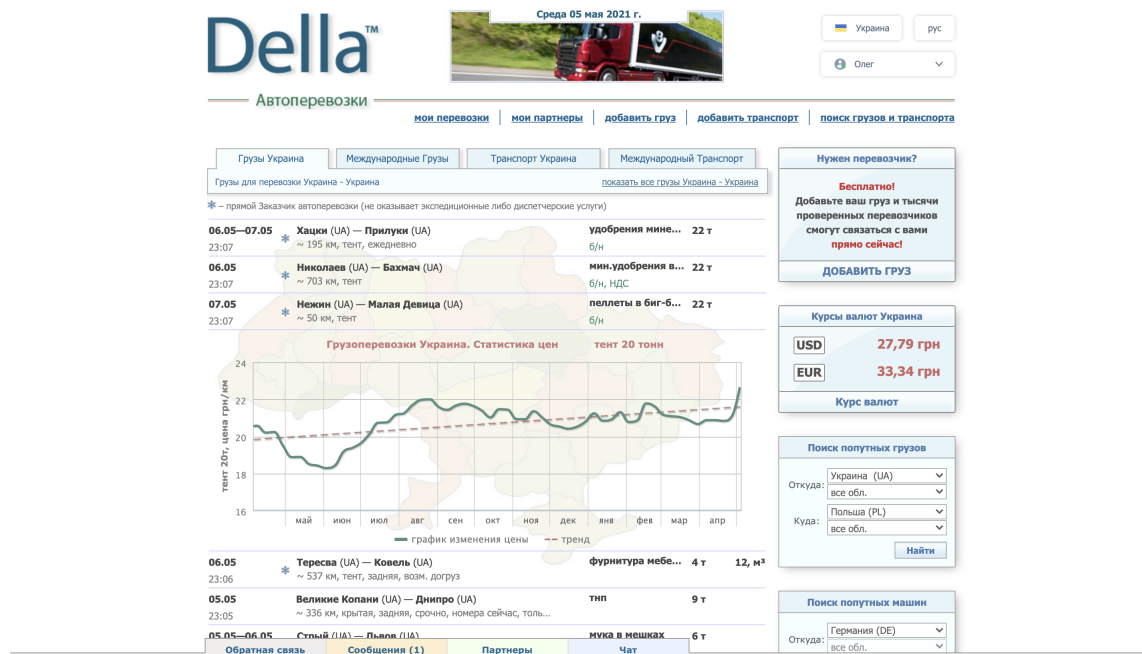 Della™
Автоперевозки
Среда 05 мая 2021 г.
Украина
рус
Олег
мои перевозки
мои партнеры
добавить груз
добавить транспорт
поиск грузов и транспорта
Грузы Украина
Международные Грузы
Транспорт Украина
Международный Транспорт
Грузы для перевозки Украина - Украина
показать все грузы Украина - Украина
✻ – прямой Заказчик автоперевозки (не оказывает экспедиционные либо диспетчерские услуги)
06.05—07.05 ✻ Хацки (UA) — Прилуки (UA) удобрения мине... 22 т
23:07 ~ 195 км, тент, ежедневно б/н
06.05 ✻ Николаев (UA) — Бахмач (UA) мин.удобрения в... 22 т
23:07 ~ 703 км, тент б/н, НДС
07.05 ✻ Нежин (UA) — Малая Девица (UA) пеллеты в биг-б... 22 т
23:07 ~ 50 км, тент б/н
Грузоперевозки Украина. Статистика цен тент 20 тонн
тент 20т, цена грн/км
24
22
20
18
16
май июн июл авг сен окт ноя дек янв фев мар апр
график изменения цены тренд
06.05 ✻ Тересва (UA) — Ковель (UA) фурнитура мебе... 4 т 12, м³
23:06 ~ 537 км, тент, задняя, возм. догруз
05.05 Великие Копани (UA) — Днипро (UA) тнп 9 т
23:05 ~ 336 км, крытая, задняя, срочно, номера сейчас, толь...
05.05—06.05 Стрый (UA) — Львов (UA) мука в мешках 6 т
Обратная связь
Сообщения (1)
Партнеры
Чат
Нужен перевозчик?
Бесплатно!
Добавьте ваш груз и тысячи
проверенных перевозчиков
смогут связаться с вами
прямо сейчас!
ДОБАВИТЬ ГРУЗ
Курсы валют Украина
USD 27,79 грн
EUR 33,34 грн
Курс валют
Поиск попутных грузов
Откуда: Украина (UA)
все обл.
Куда: Польша (PL)
все обл.
Найти
Поиск попутных машин
Откуда: Германия (DE)
все обл.